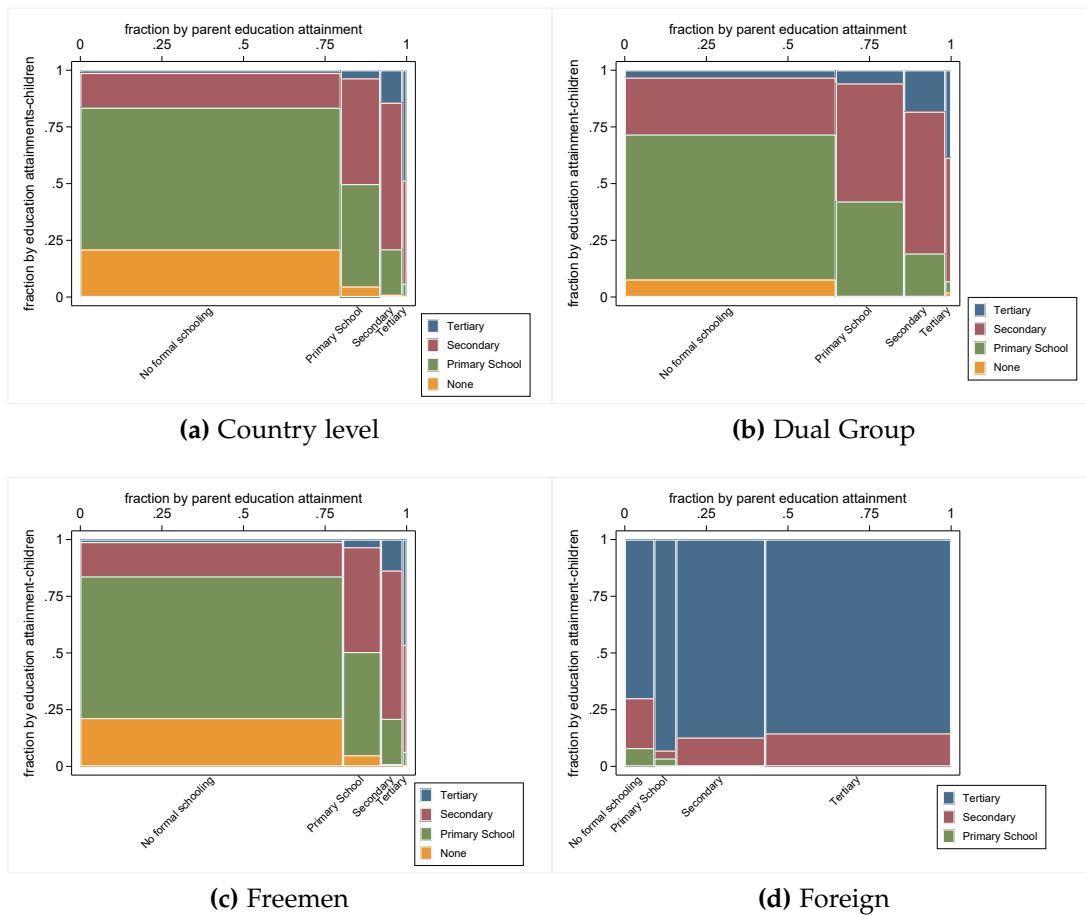 fraction by parent education attainment
0 .25 .5 .75 1
fraction by education attainments-children
1
.75
.5
.25
0
No formal schooling
Primary School
Secondary
Tertiary
Tertiary
Secondary
Primary School
None
(a) Country level
fraction by parent education attainment
0 .25 .5 .75 1
fraction by education attainment-children
1
.75
.5
.25
0
No formal schooling
Primary School
Secondary
Tertiary
Tertiary
Secondary
Primary School
None
(b) Dual Group
fraction by parent education attainment
0 .25 .5 .75 1
fraction by education attainment-children
1
.75
.5
.25
0
No formal schooling
Primary School
Secondary
Tertiary
Tertiary
Secondary
Primary School
None
(c) Freemen
fraction by parent education attainment
0 .25 .5 .75 1
fraction by education attainment-children
1
.75
.5
.25
0
No formal schooling
Primary School
Secondary
Tertiary
Tertiary
Secondary
Primary School
(d) Foreign